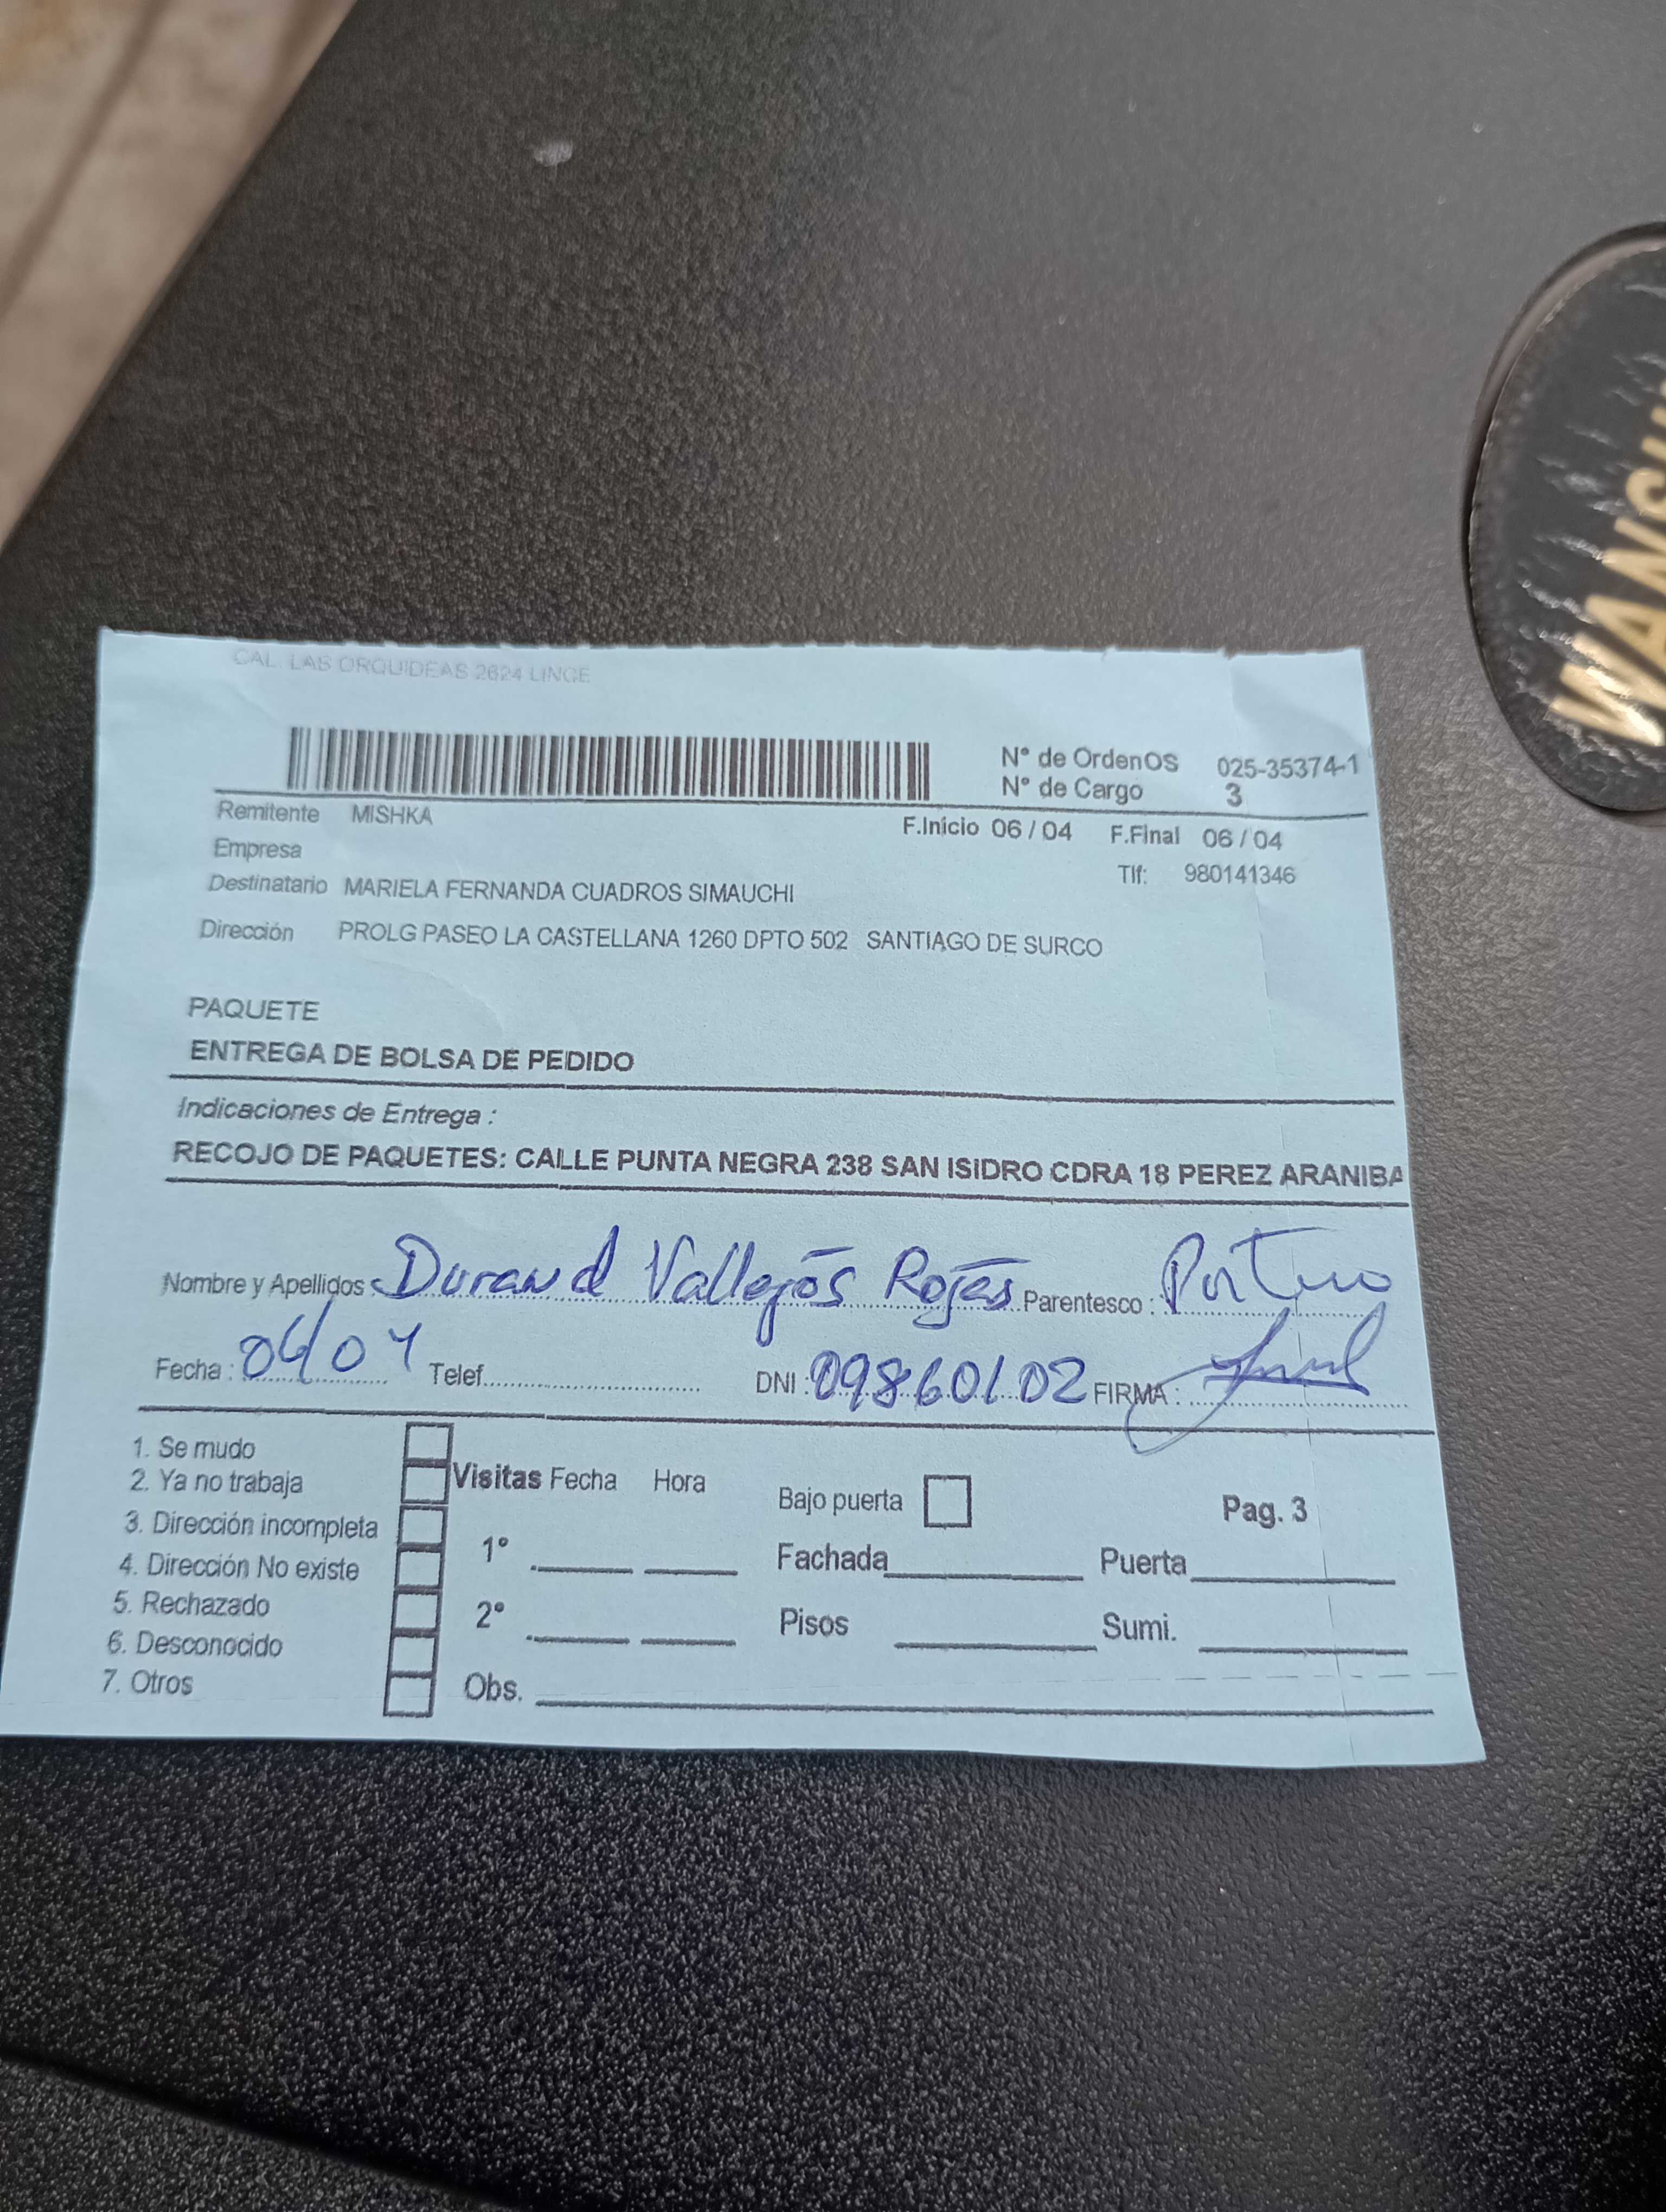 CAL. LAS ORQUIDEAS 2624 LINCE
N° de OrdenOS 025-35374-1
N° de Cargo 3
Remitente MISHKA
F.Inicio 06 / 04 F.Final 06 / 04
Empresa
Tlf: 980141346
Destinatario MARIELA FERNANDA CUADROS SIMAUCHI
Dirección PROLG PASEO LA CASTELLANA 1260 DPTO 502 SANTIAGO DE SURCO
PAQUETE
ENTREGA DE BOLSA DE PEDIDO
Indicaciones de Entrega :
RECOJO DE PAQUETES: CALLE PUNTA NEGRA 238 SAN ISIDRO CDRA 18 PEREZ ARANIBA
Nombre y Apellidos : Durand Vallejos Rojas Parentesco : Portero
Fecha : 06/04 Telef. DNI : 09860102 FIRMA :
1. Se mudo
2. Ya no trabaja
3. Dirección incompleta
4. Dirección No existe
5. Rechazado
6. Desconocido
7. Otros
Visitas Fecha Hora
1°
2°
Obs.
Bajo puerta
Pag. 3
Fachada Puerta
Pisos Sumi.